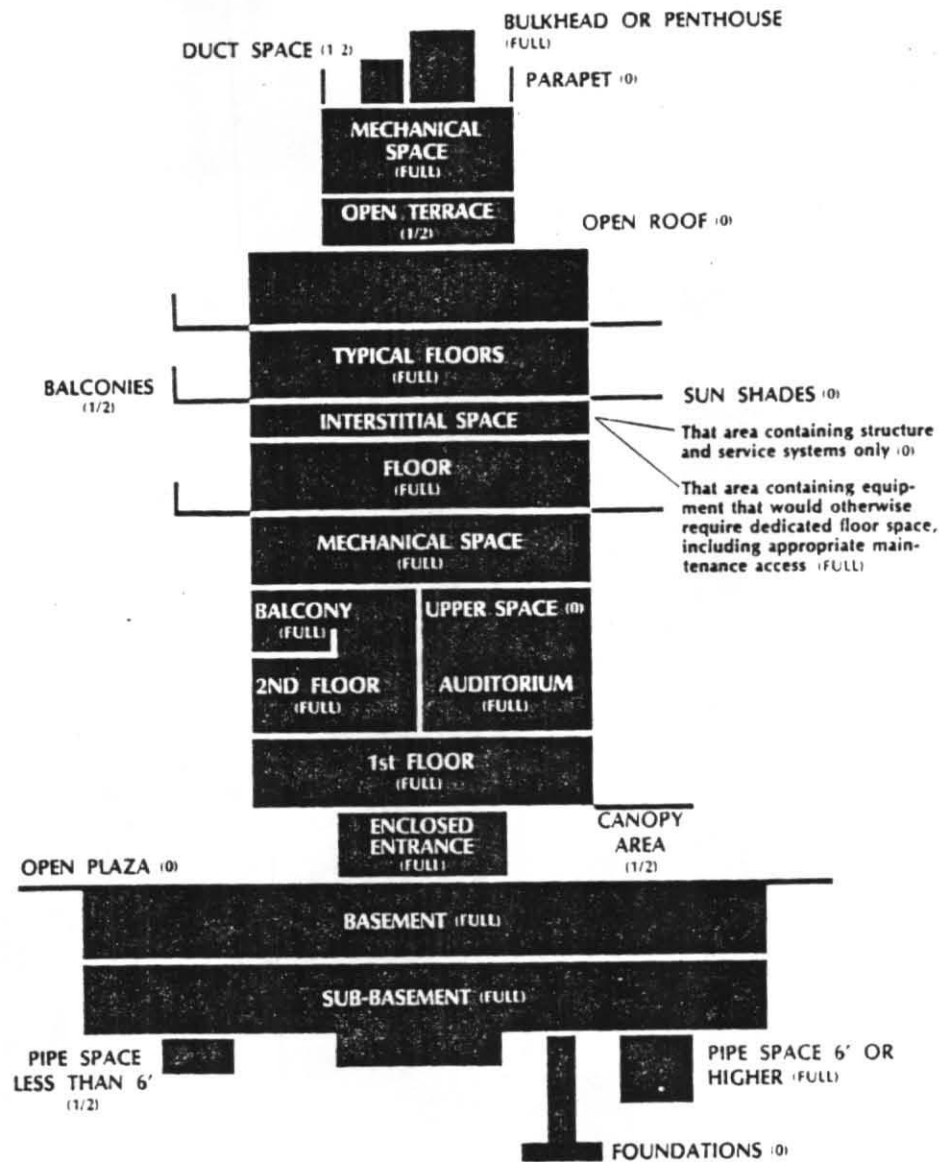 BULKHEAD OR PENTHOUSE
(FULL)
DUCT SPACE (1 2)
PARAPET (0)
MECHANICAL
SPACE
(FULL)
OPEN TERRACE
(1/2)
OPEN ROOF (0)
TYPICAL FLOORS
(FULL)
BALCONIES
(1/2)
SUN SHADES (0)
INTERSTITIAL SPACE
That area containing structure
and service systems only (0)
FLOOR
(FULL)
That area containing equip-
ment that would otherwise
require dedicated floor space,
including appropriate main-
tenance access (FULL)
MECHANICAL SPACE
(FULL)
BALCONY
(FULL)
UPPER SPACE (0)
2ND FLOOR
(FULL)
AUDITORIUM
(FULL)
1st FLOOR
(FULL)
ENCLOSED
ENTRANCE
(FULL)
CANOPY
AREA
(1/2)
OPEN PLAZA (0)
BASEMENT (FULL)
SUB-BASEMENT (FULL)
PIPE SPACE
LESS THAN 6'
(1/2)
PIPE SPACE 6' OR
HIGHER (FULL)
FOUNDATIONS (0)